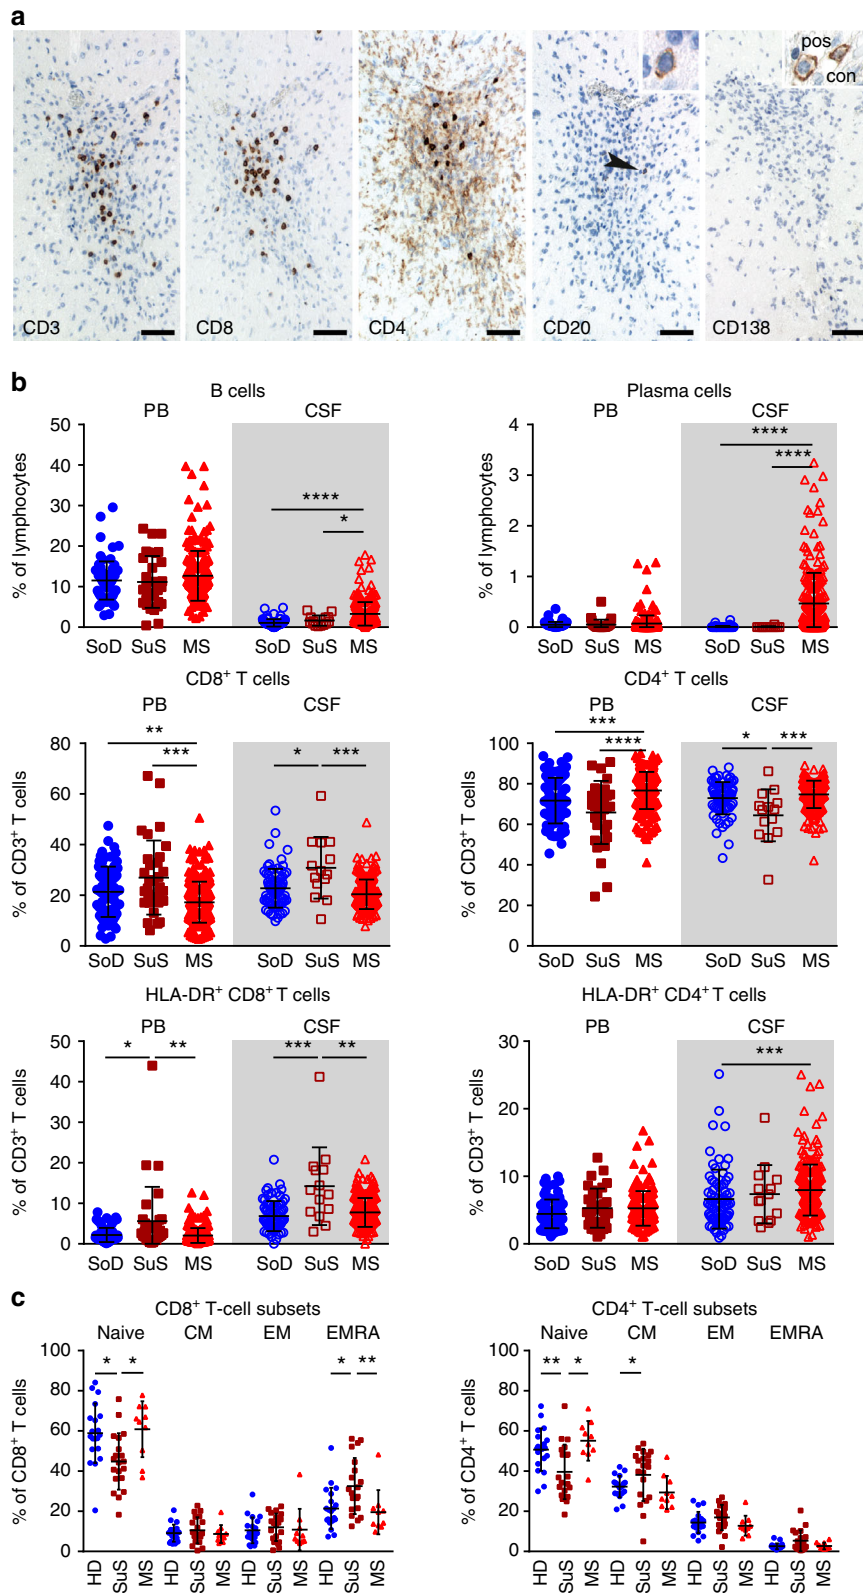 a
pos
con
CD3
CD8
CD4
CD20
CD138
b
B cells
PB CSF
% of lymphocytes
50
40
30
20
10
0
**** 
*
SoD SuS MS SoD SuS MS
Plasma cells
PB CSF
% of lymphocytes
4
3
2
1
0
****
****
SoD SuS MS SoD SuS MS
CD8+ T cells
PB CSF
% of CD3+ T cells
80
60
40
20
0
**
***
* ***
SoD SuS MS SoD SuS MS
CD4+ T cells
PB CSF
% of CD3+ T cells
100
80
60
40
20
0
***
****
* ***
SoD SuS MS SoD SuS MS
HLA-DR+ CD8+ T cells
PB CSF
% of CD3+ T cells
50
40
30
20
10
0
* **
*** **
SoD SuS MS SoD SuS MS
HLA-DR+ CD4+ T cells
PB CSF
% of CD3+ T cells
30
20
10
0
***
SoD SuS MS SoD SuS MS
c
CD8+ T-cell subsets
Naive CM EM EMRA
% of CD8+ T cells
100
80
60
40
20
0
* *
* **
HD SuS MS HD SuS MS HD SuS MS HD SuS MS
CD4+ T-cell subsets
Naive CM EM EMRA
% of CD4+ T cells
100
80
60
40
20
0
** *
*
HD SuS MS HD SuS MS HD SuS MS HD SuS MS